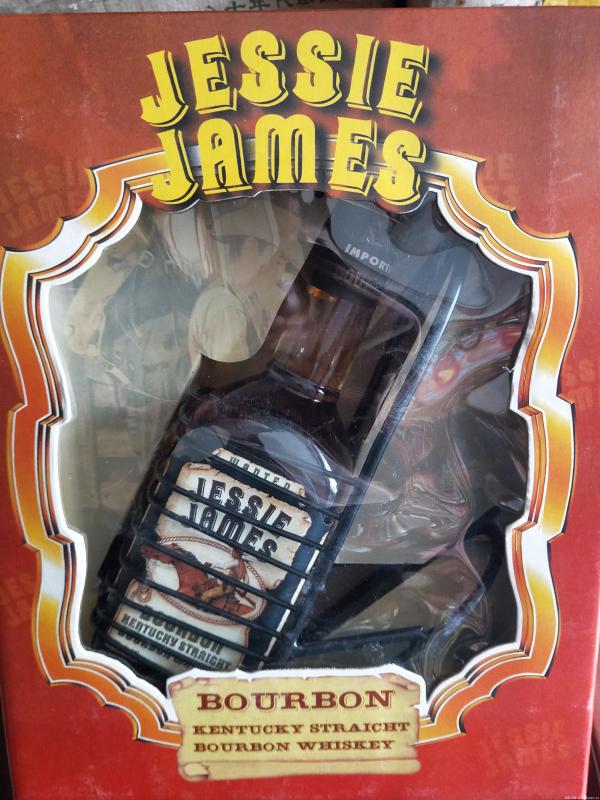 JESSIE
JAMES
IMPORT
WANTED
JESSIE
JAMES
BOURBON
KENTUCKY STRAIGHT
BOURBON
KENTUCKY STRAIGHT
BOURBON WHISKEY